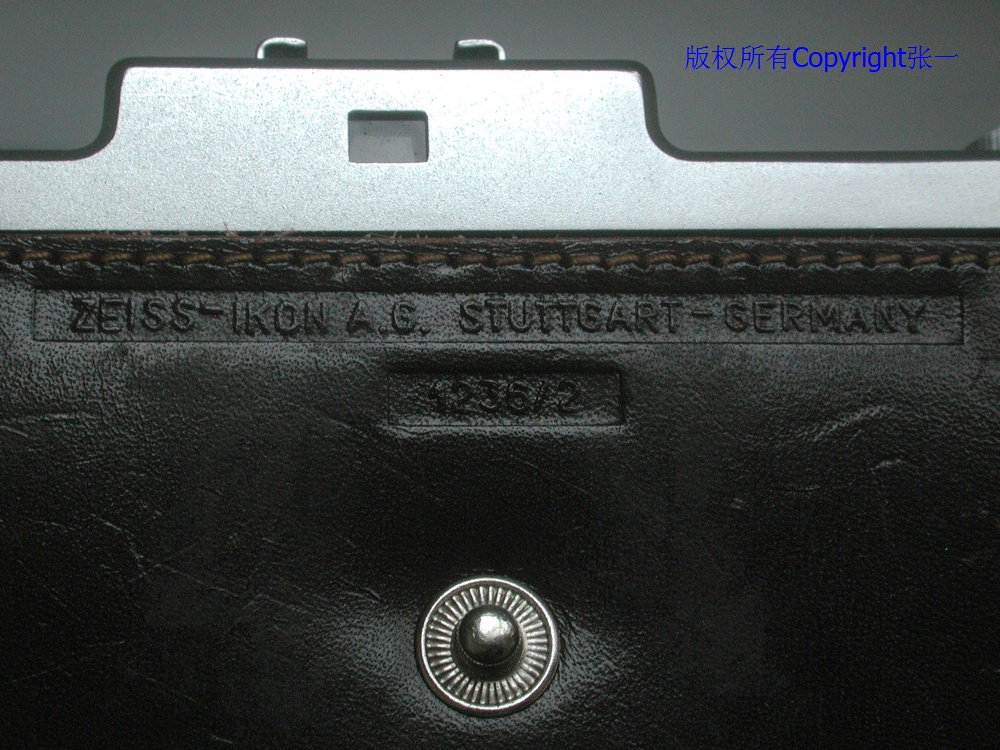 版权所有Copyright张一
ZEISS-IKON A.G. STUTTGART-GERMANY
1236/2